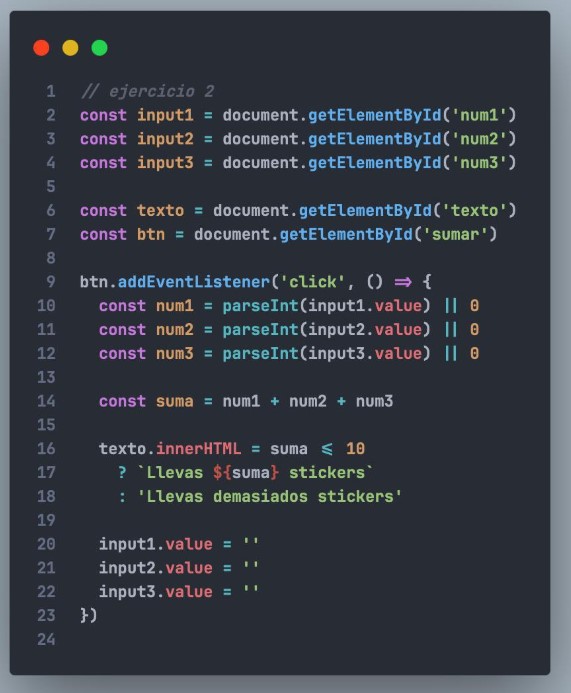 1 // ejercicio 2
2 const input1 = document.getElementById('num1')
3 const input2 = document.getElementById('num2')
4 const input3 = document.getElementById('num3')
5
6 const texto = document.getElementById('texto')
7 const btn = document.getElementById('sumar')
8
9 btn.addEventListener('click', () => {
10   const num1 = parseInt(input1.value) || 0
11   const num2 = parseInt(input2.value) || 0
12   const num3 = parseInt(input3.value) || 0
13
14   const suma = num1 + num2 + num3
15
16   texto.innerHTML = suma <= 10
17     ? `Llevas ${suma} stickers`
18     : 'Llevas demasiados stickers'
19
20   input1.value = ''
21   input2.value = ''
22   input3.value = ''
23 })
24